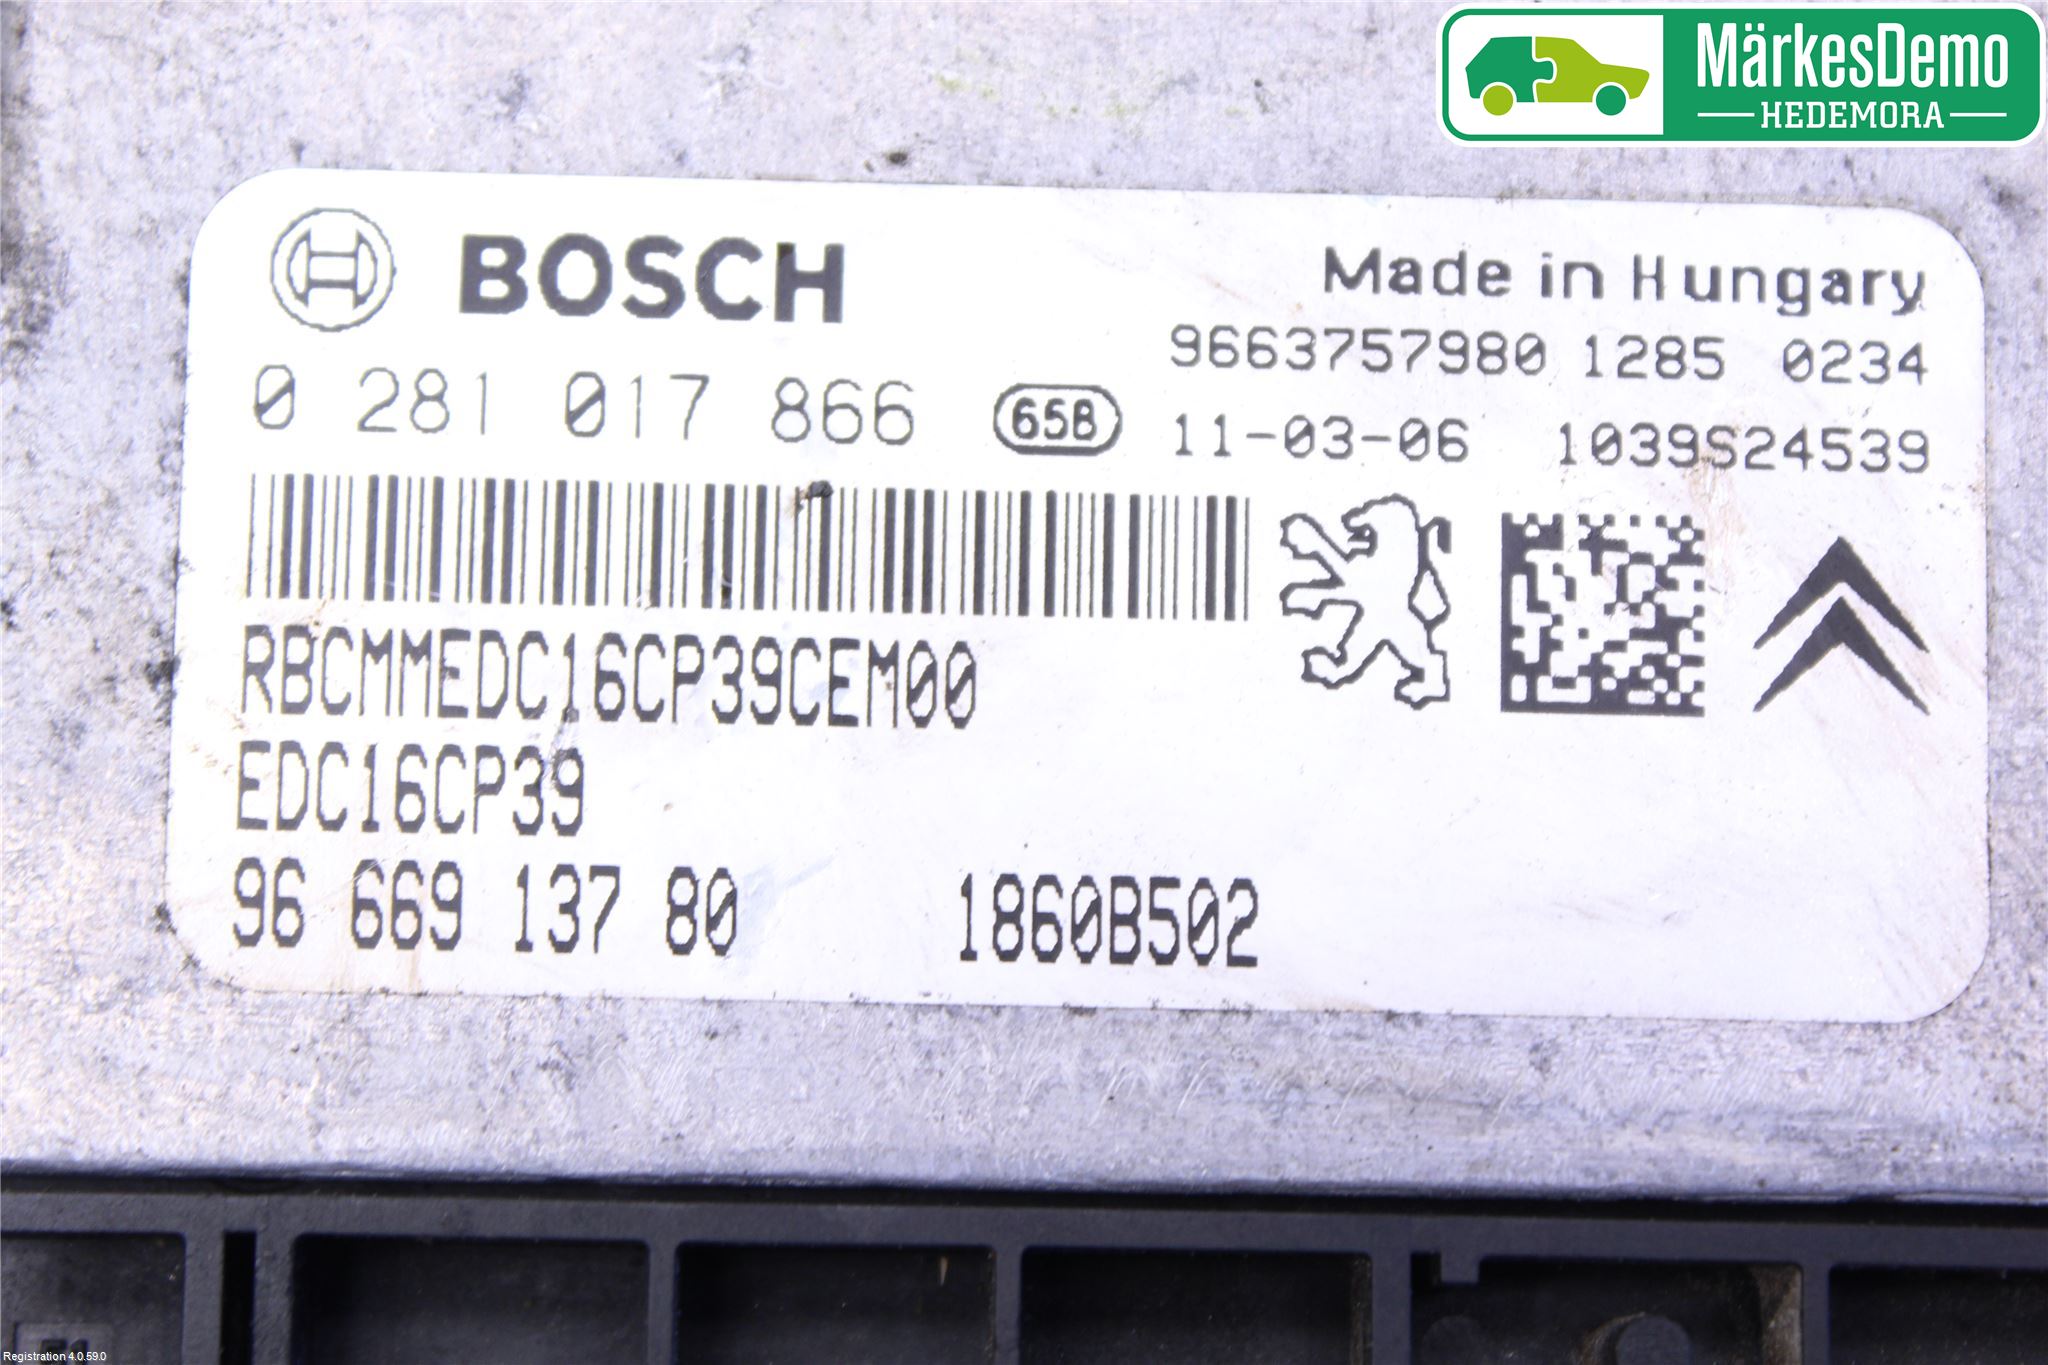 MärkesDemo
HEDEMORA
BOSCH
Made in Hungary
9663757980 1285 0234
0 281 017 866 65B 11-03-06 1039S24539
RBCMMEDC16CP39CEM00
EDC16CP39
96 669 137 80 1860B502
Registration 4.0.59.0